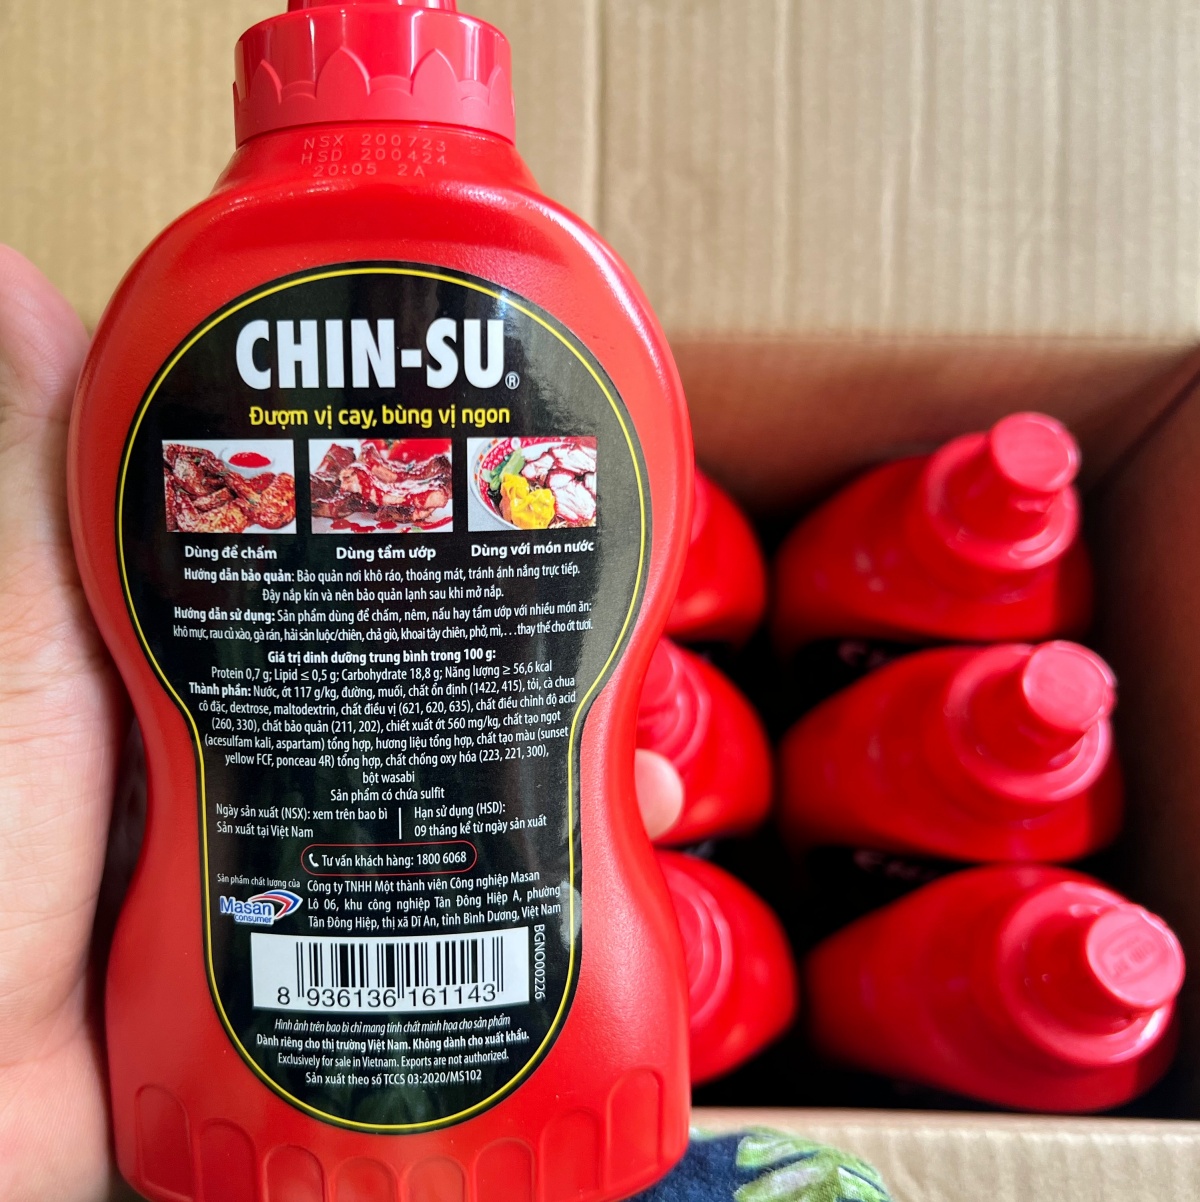 NSX 200723
HSD 200424
20:05 2A
CHIN-SU®
Đượm vị cay, bùng vị ngon
Dùng để chấm
Dùng tẩm ướp
Dùng với món nước
Hướng dẫn bảo quản: Bảo quản nơi khô ráo, thoáng mát, tránh ánh nắng trực tiếp.
Đậy nắp kín và nên bảo quản lạnh sau khi mở nắp.
Hướng dẫn sử dụng: Sản phẩm dùng để chấm, nêm, nấu hay tẩm ướp với nhiều món ăn:
khô mực, rau củ xào, gà rán, hải sản luộc/chiên, chả giò, khoai tây chiên, phở, mì,...thay thế cho ớt tươi.
Giá trị dinh dưỡng trung bình trong 100 g:
Protein 0,7 g; Lipid ≤ 0,5 g; Carbohydrate 18,8 g; Năng lượng ≥ 56,6 kcal
Thành phần: Nước, ớt 117 g/kg, đường, muối, chất ổn định (1422, 415), tỏi, cà chua
cô đặc, dextrose, maltodextrin, chất điều vị (621, 620, 635), chất điều chỉnh độ acid
(260, 330), chất bảo quản (211, 202), chiết xuất ớt 560 mg/kg, chất tạo ngọt
(acesulfam kali, aspartam) tổng hợp, hương liệu tổng hợp, chất tạo màu (sunset
yellow FCF, ponceau 4R) tổng hợp, chất chống oxy hóa (223, 221, 300),
bột wasabi
Sản phẩm có chứa sulfit
Ngày sản xuất (NSX): xem trên bao bì
Sản xuất tại Việt Nam
Hạn sử dụng (HSD):
09 tháng kể từ ngày sản xuất
Tư vấn khách hàng: 1800 6068
Sản phẩm chất lượng của
Masan
consumer
Công ty TNHH Một thành viên Công nghiệp Masan
Lô 06, khu công nghiệp Tân Đông Hiệp A, phường
Tân Đông Hiệp, thị xã Dĩ An, tỉnh Bình Dương, Việt Nam
BGNO00226
8 936136 161143
Hình ảnh trên bao bì chỉ mang tính chất minh họa cho sản phẩm
Dành riêng cho thị trường Việt Nam. Không dành cho xuất khẩu.
Exclusively for sale in Vietnam. Exports are not authorized.
Sản xuất theo số TCCS 03:2020/MS102